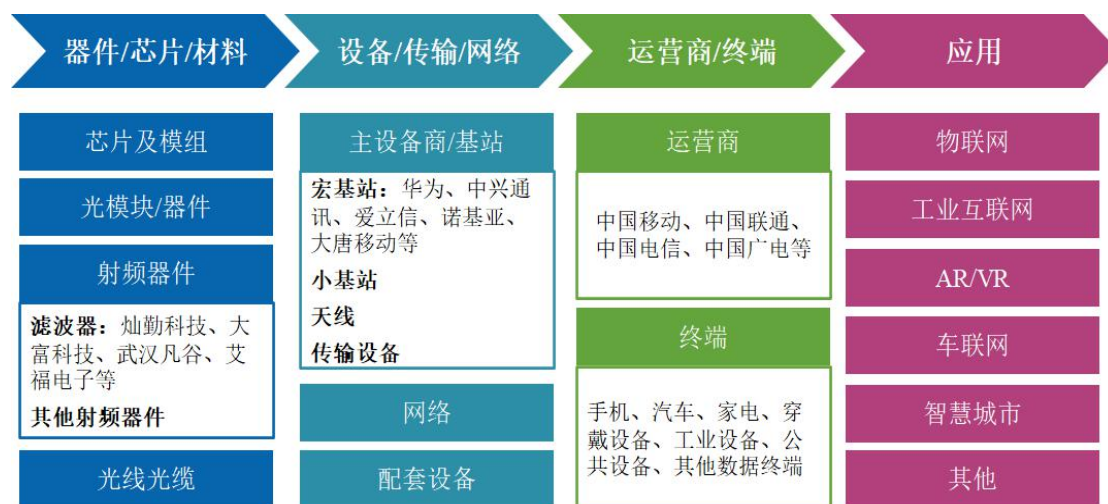 器件/芯片/材料
设备/传输/网络
运营商/终端
应用
芯片及模组
光模块/器件
射频器件
滤波器：灿勤科技、大
富科技、武汉凡谷、艾
福电子等
其他射频器件
光线光缆
主设备商/基站
宏基站：华为、中兴通
讯、爱立信、诺基亚、
大唐移动等
小基站
天线
传输设备
网络
配套设备
运营商
中国移动、中国联通、
中国电信、中国广电等
终端
手机、汽车、家电、穿
戴设备、工业设备、公
共设备、其他数据终端
物联网
工业互联网
AR/VR
车联网
智慧城市
其他